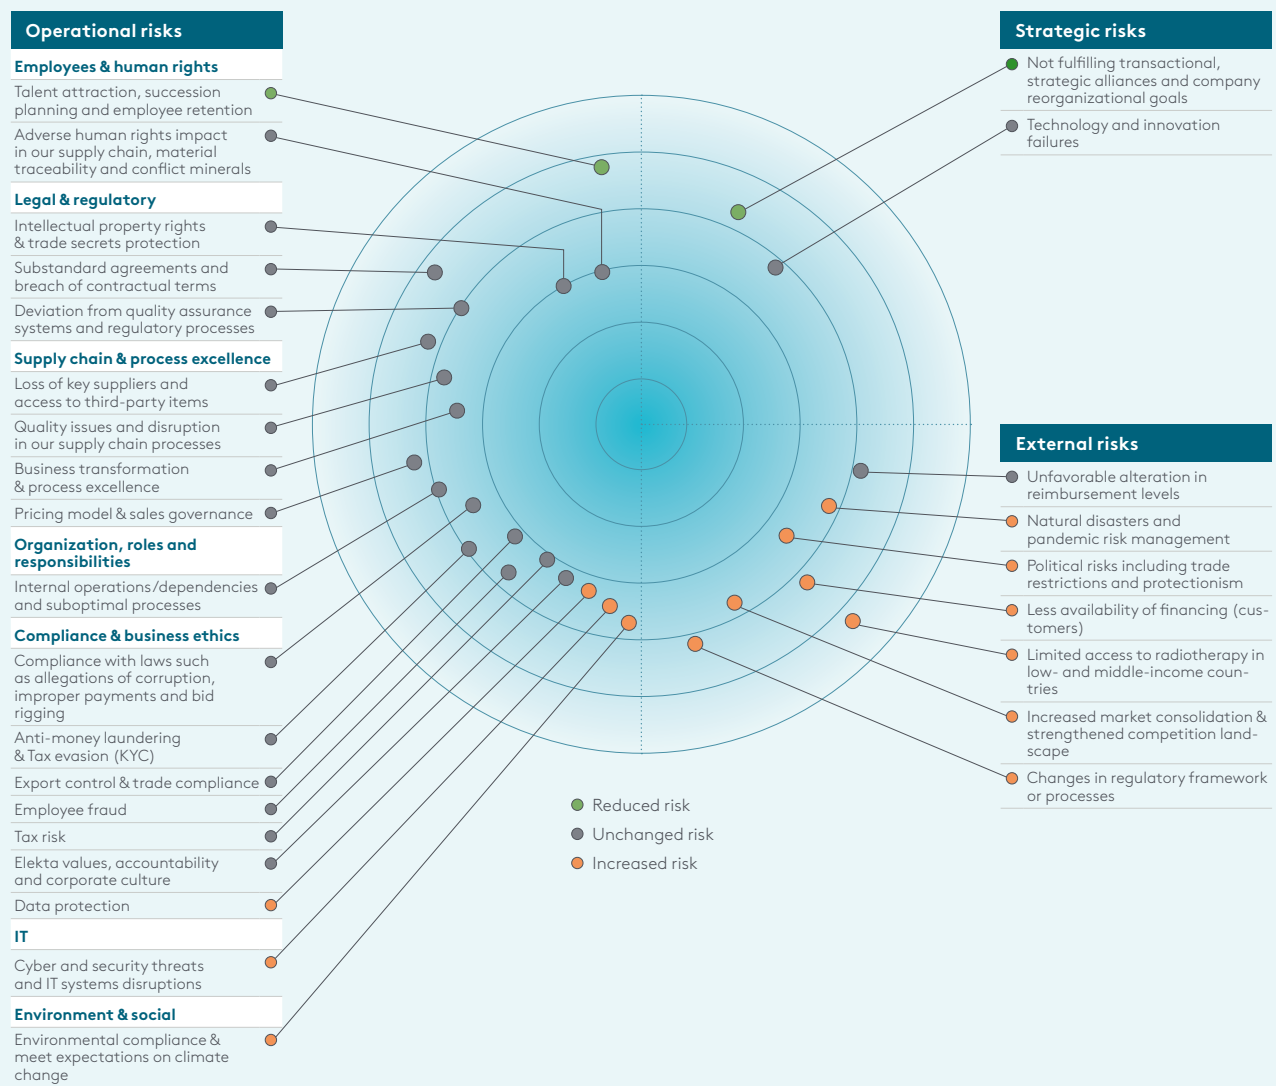 Operational risks
Employees & human rights
Talent attraction, succession
planning and employee retention
Adverse human rights impact
in our supply chain, material
traceability and conflict minerals
Legal & regulatory
Intellectual property rights
& trade secrets protection
Substandard agreements and
breach of contractual terms
Deviation from quality assurance
systems and regulatory processes
Supply chain & process excellence
Loss of key suppliers and
access to third-party items
Quality issues and disruption
in our supply chain processes
Business transformation
& process excellence
Pricing model & sales governance
Organization, roles and
responsibilities
Internal operations/dependencies
and suboptimal processes
Compliance & business ethics
Compliance with laws such
as allegations of corruption,
improper payments and bid
rigging
Anti-money laundering
& Tax evasion (KYC)
Export control & trade compliance
Employee fraud
Tax risk
Elekta values, accountability
and corporate culture
Data protection
IT
Cyber and security threats
and IT systems disruptions
Environment & social
Environmental compliance &
meet expectations on climate
change
Strategic risks
Not fulfilling transactional,
strategic alliances and company
reorganizational goals
Technology and innovation
failures
External risks
Unfavorable alteration in
reimbursement levels
Natural disasters and
pandemic risk management
Political risks including trade
restrictions and protectionism
Less availability of financing (cus-
tomers)
Limited access to radiotherapy in
low- and middle-income coun-
tries
Increased market consolidation &
strengthened competition land-
scape
Changes in regulatory framework
or processes
Reduced risk
Unchanged risk
Increased risk